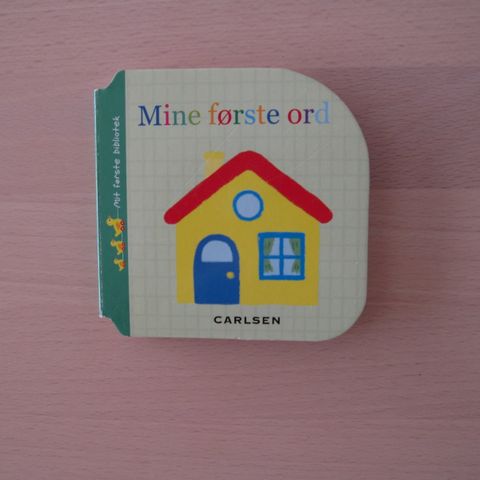 Mine første ord
Mit første bibliotek
CARLSEN